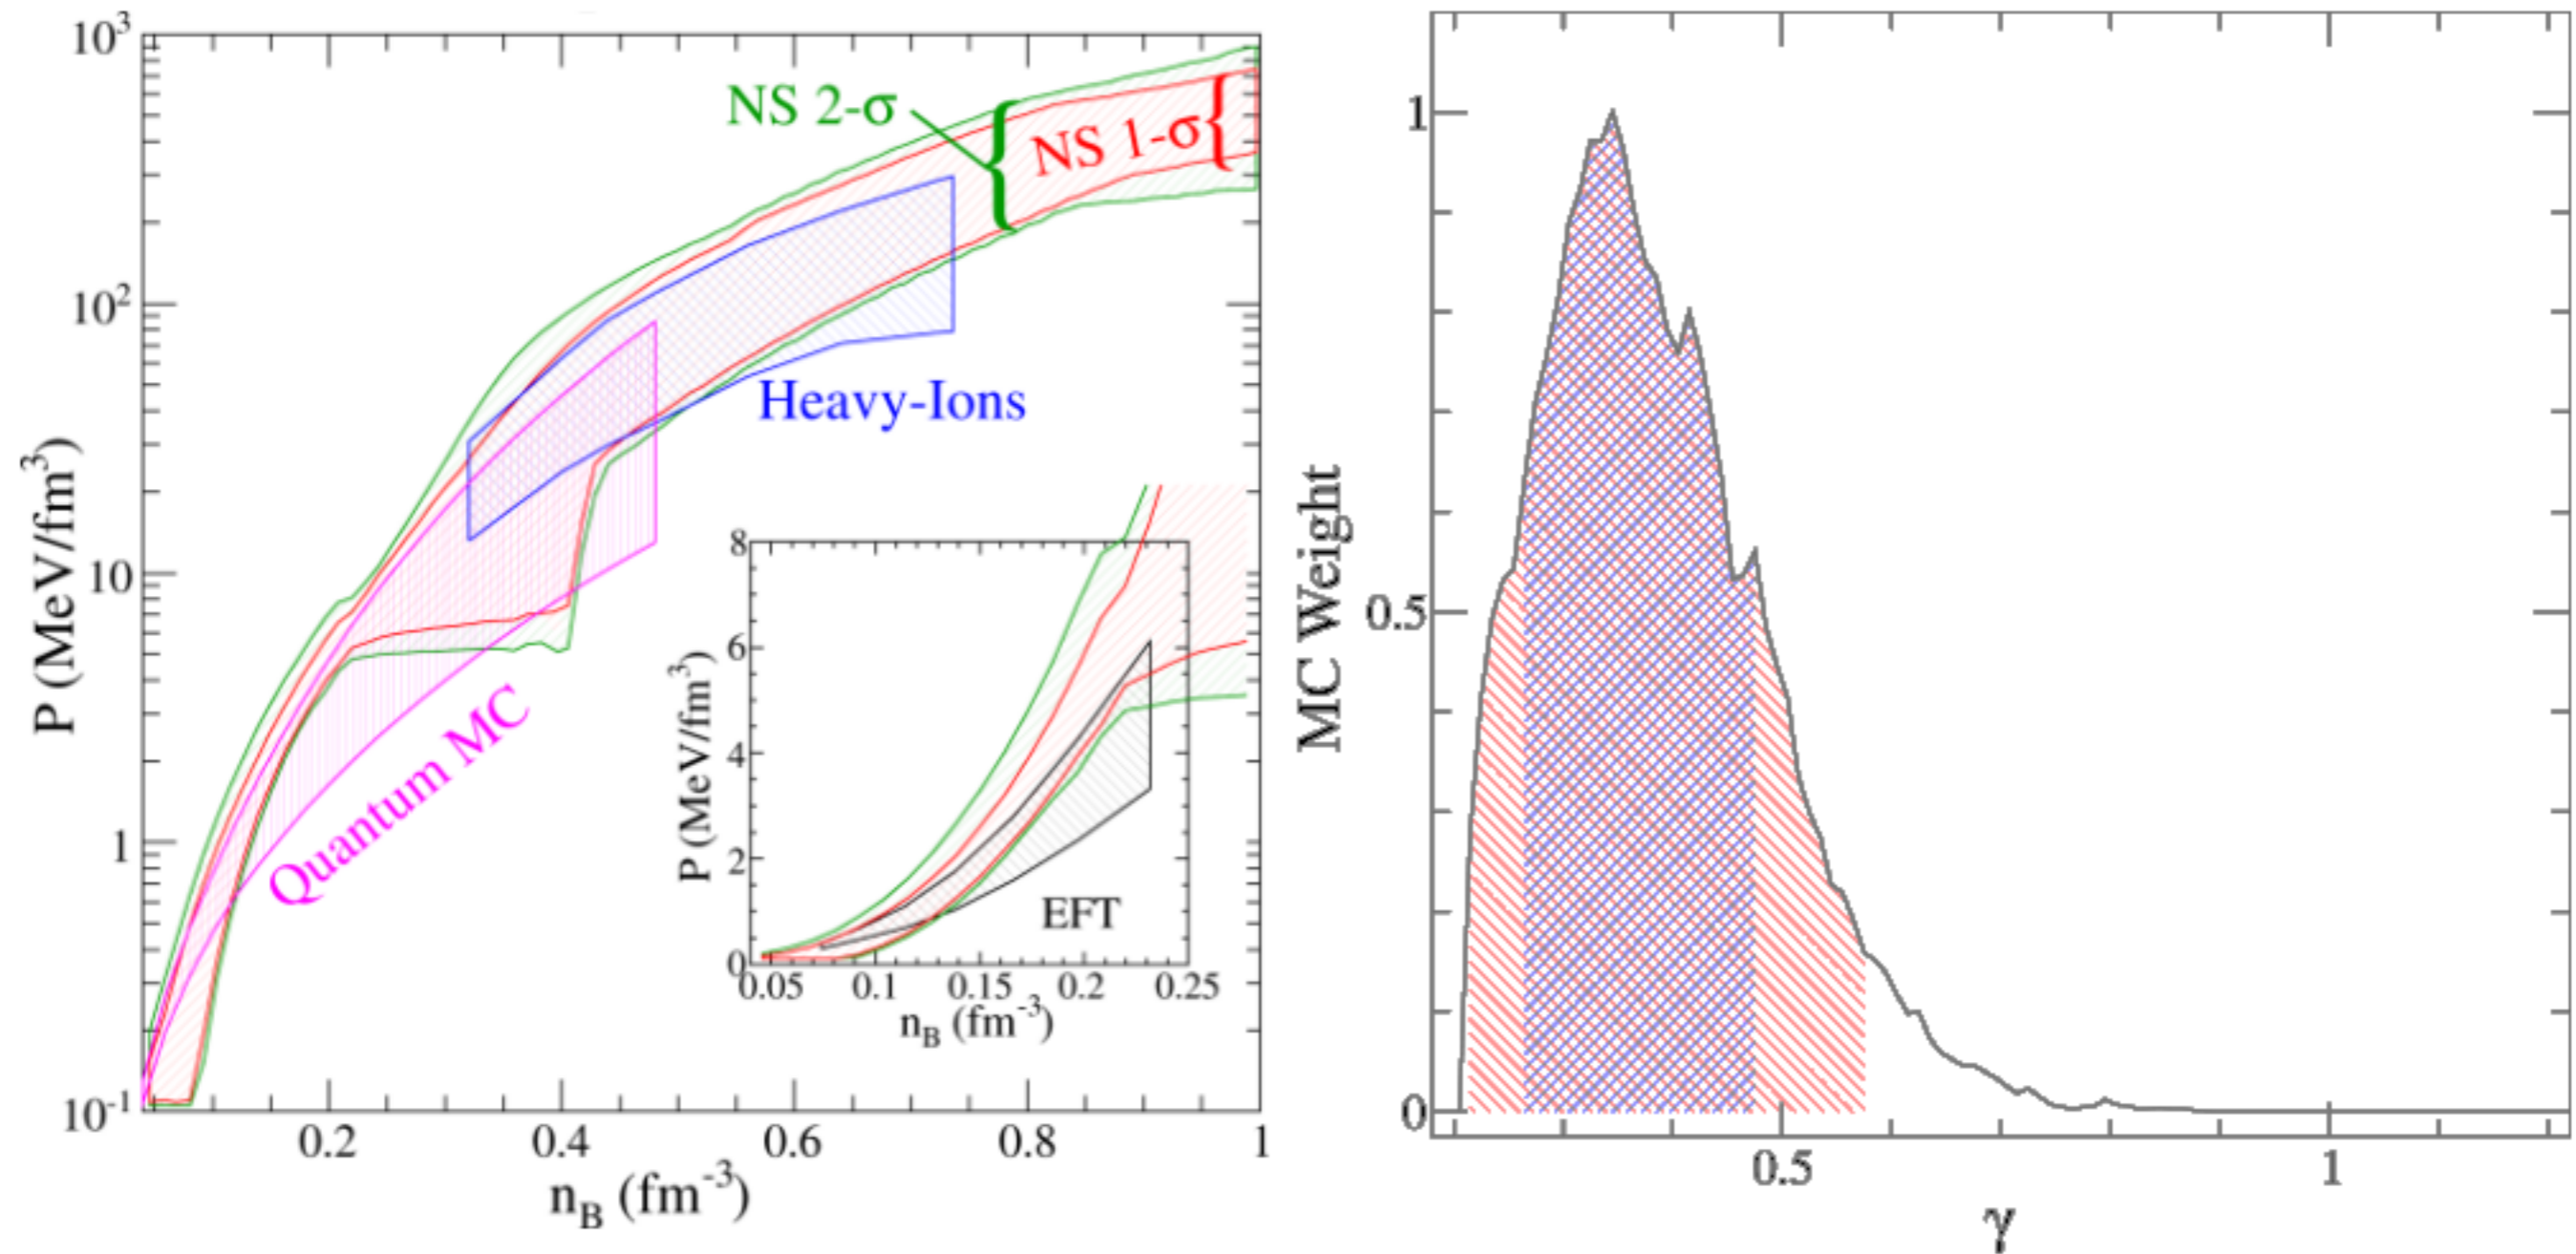 10³
10²
10
1
10⁻¹
P (MeV/fm³)
0.2 0.4 0.6 0.8 1
n_B (fm⁻³)
NS 2-σ
NS 1-σ
Heavy-Ions
Quantum MC
8
6
4
2
0
P (MeV/fm³)
EFT
0.05 0.1 0.15 0.2 0.25
n_B (fm⁻³)
1
0.5
0
MC Weight
0.5 1
γ